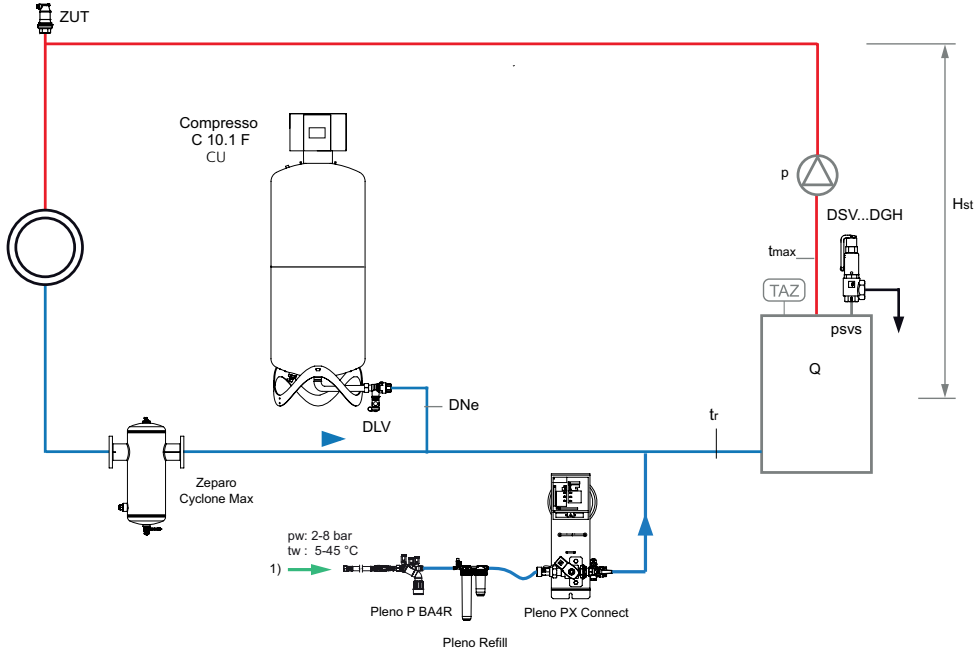 ZUT
Compresso
C 10.1 F
CU
p
DSV...DGH
Hst
tmax
TAZ
psvs
Q
DNe
DLV
tr
Zeparo
Cyclone Max
pw: 2-8 bar
tw : 5-45 °C
1)
Pleno P BA4R
Pleno PX Connect
Pleno Refill